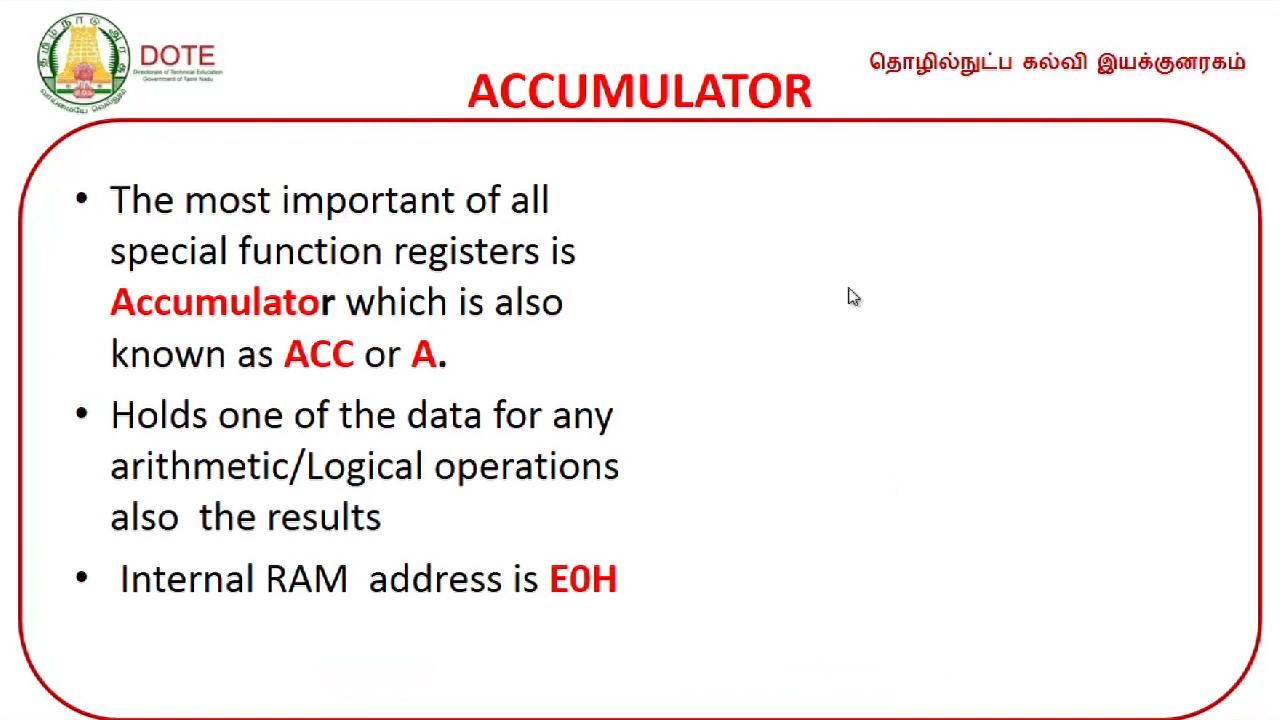 DOTE
Directorate of Technical Education
Government of Tamil Nadu
தொழில்நுட்ப கல்வி இயக்குனரகம்
ACCUMULATOR
• The most important of all
special function registers is
Accumulator which is also
known as ACC or A.
• Holds one of the data for any
arithmetic/Logical operations
also the results
• Internal RAM address is E0H